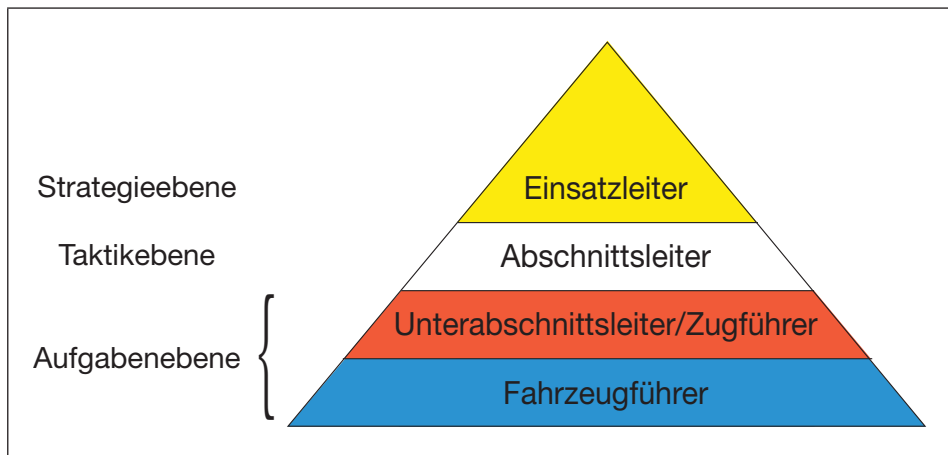 Strategieebene
Einsatzleiter
Taktikebene
Abschnittsleiter
Unterabschnittsleiter/Zugführer
Aufgabenebene
Fahrzeugführer